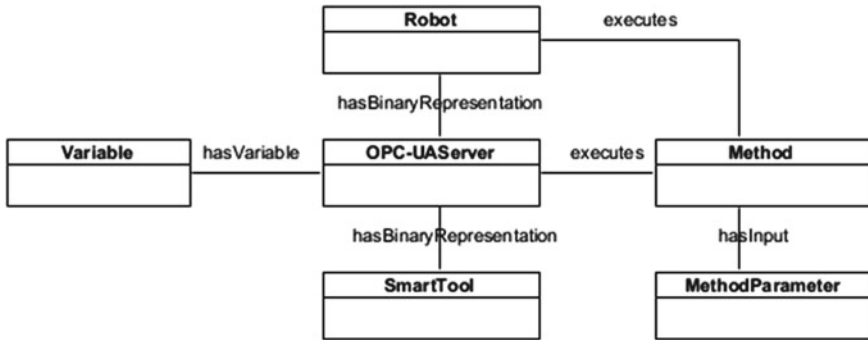 Robot
executes
hasBinaryRepresentation
Variable
hasVariable
OPC-UAServer
executes
Method
hasBinaryRepresentation
hasInput
SmartTool
MethodParameter